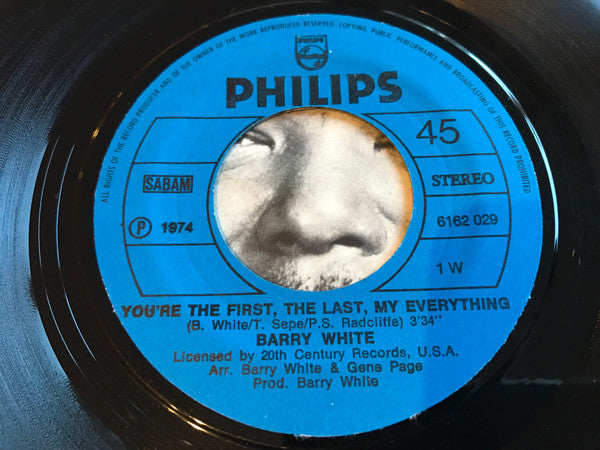 ALL RIGHTS OF THE RECORD PRODUCER AND OF THE OWNER OF THE WORK REPRODUCED RESERVED. COPYING, PUBLIC PERFORMANCE AND BROADCASTING OF THIS RECORD PROHIBITED
PHILIPS
PHILIPS
45
SABAM
STEREO
P 1974
6162 029
1 W
YOU'RE THE FIRST, THE LAST, MY EVERYTHING
(B. White/T. Sepe/P.S. Radcliffe) 3'34"
BARRY WHITE
Licensed by 20th Century Records, U.S.A.
Arr. Barry White & Gene Page
Prod. Barry White